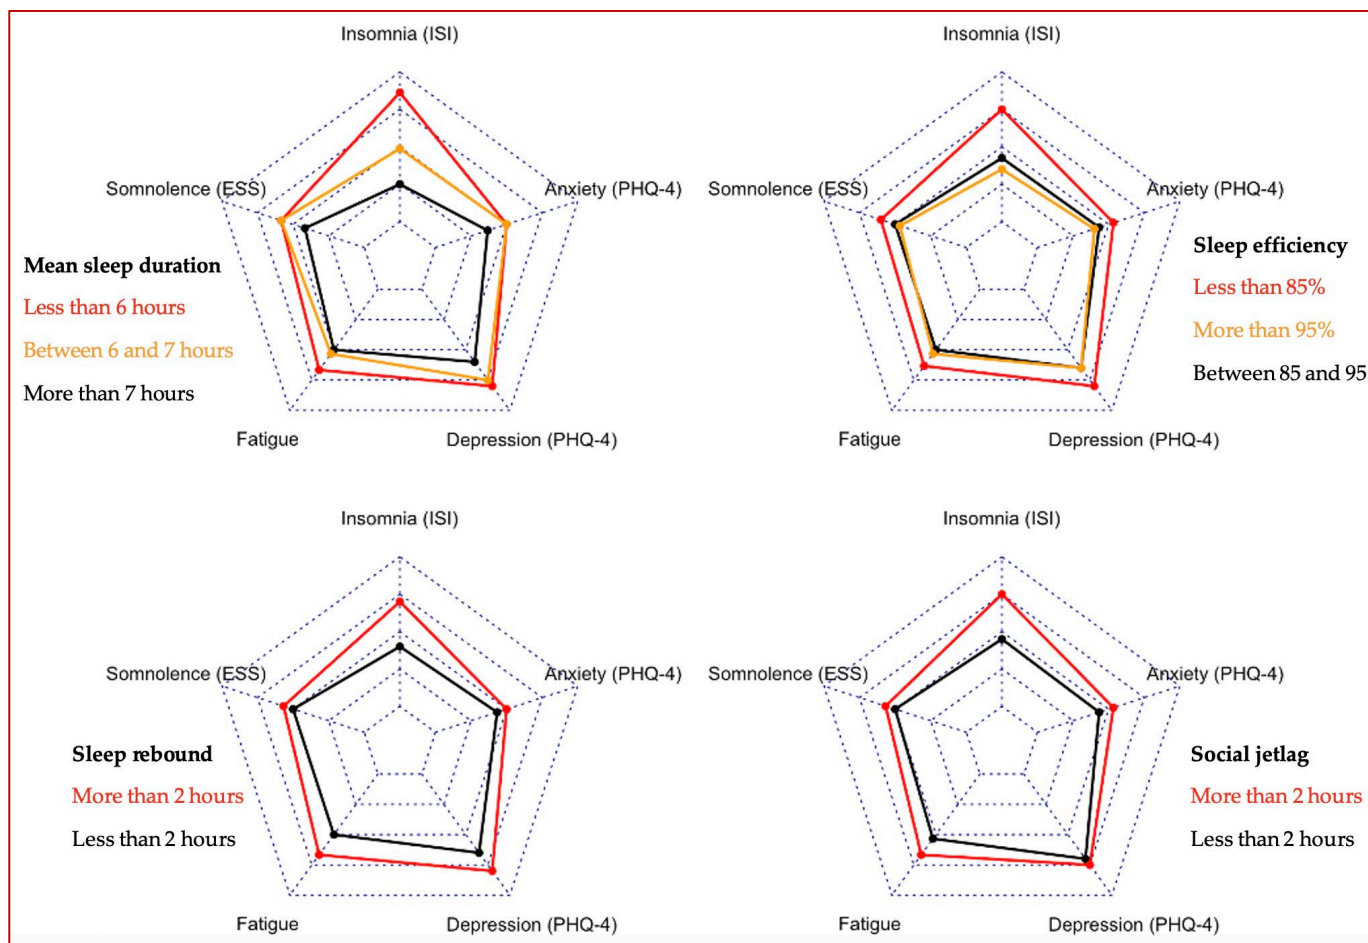 Insomnia (ISI)
Somnolence (ESS)
Anxiety (PHQ-4)
Mean sleep duration
Less than 6 hours
Between 6 and 7 hours
More than 7 hours
Fatigue
Depression (PHQ-4)
Insomnia (ISI)
Somnolence (ESS)
Anxiety (PHQ-4)
Sleep efficiency
Less than 85%
More than 95%
Between 85 and 95
Fatigue
Depression (PHQ-4)
Insomnia (ISI)
Somnolence (ESS)
Anxiety (PHQ-4)
Sleep rebound
More than 2 hours
Less than 2 hours
Fatigue
Depression (PHQ-4)
Insomnia (ISI)
Somnolence (ESS)
Anxiety (PHQ-4)
Social jetlag
More than 2 hours
Less than 2 hours
Fatigue
Depression (PHQ-4)